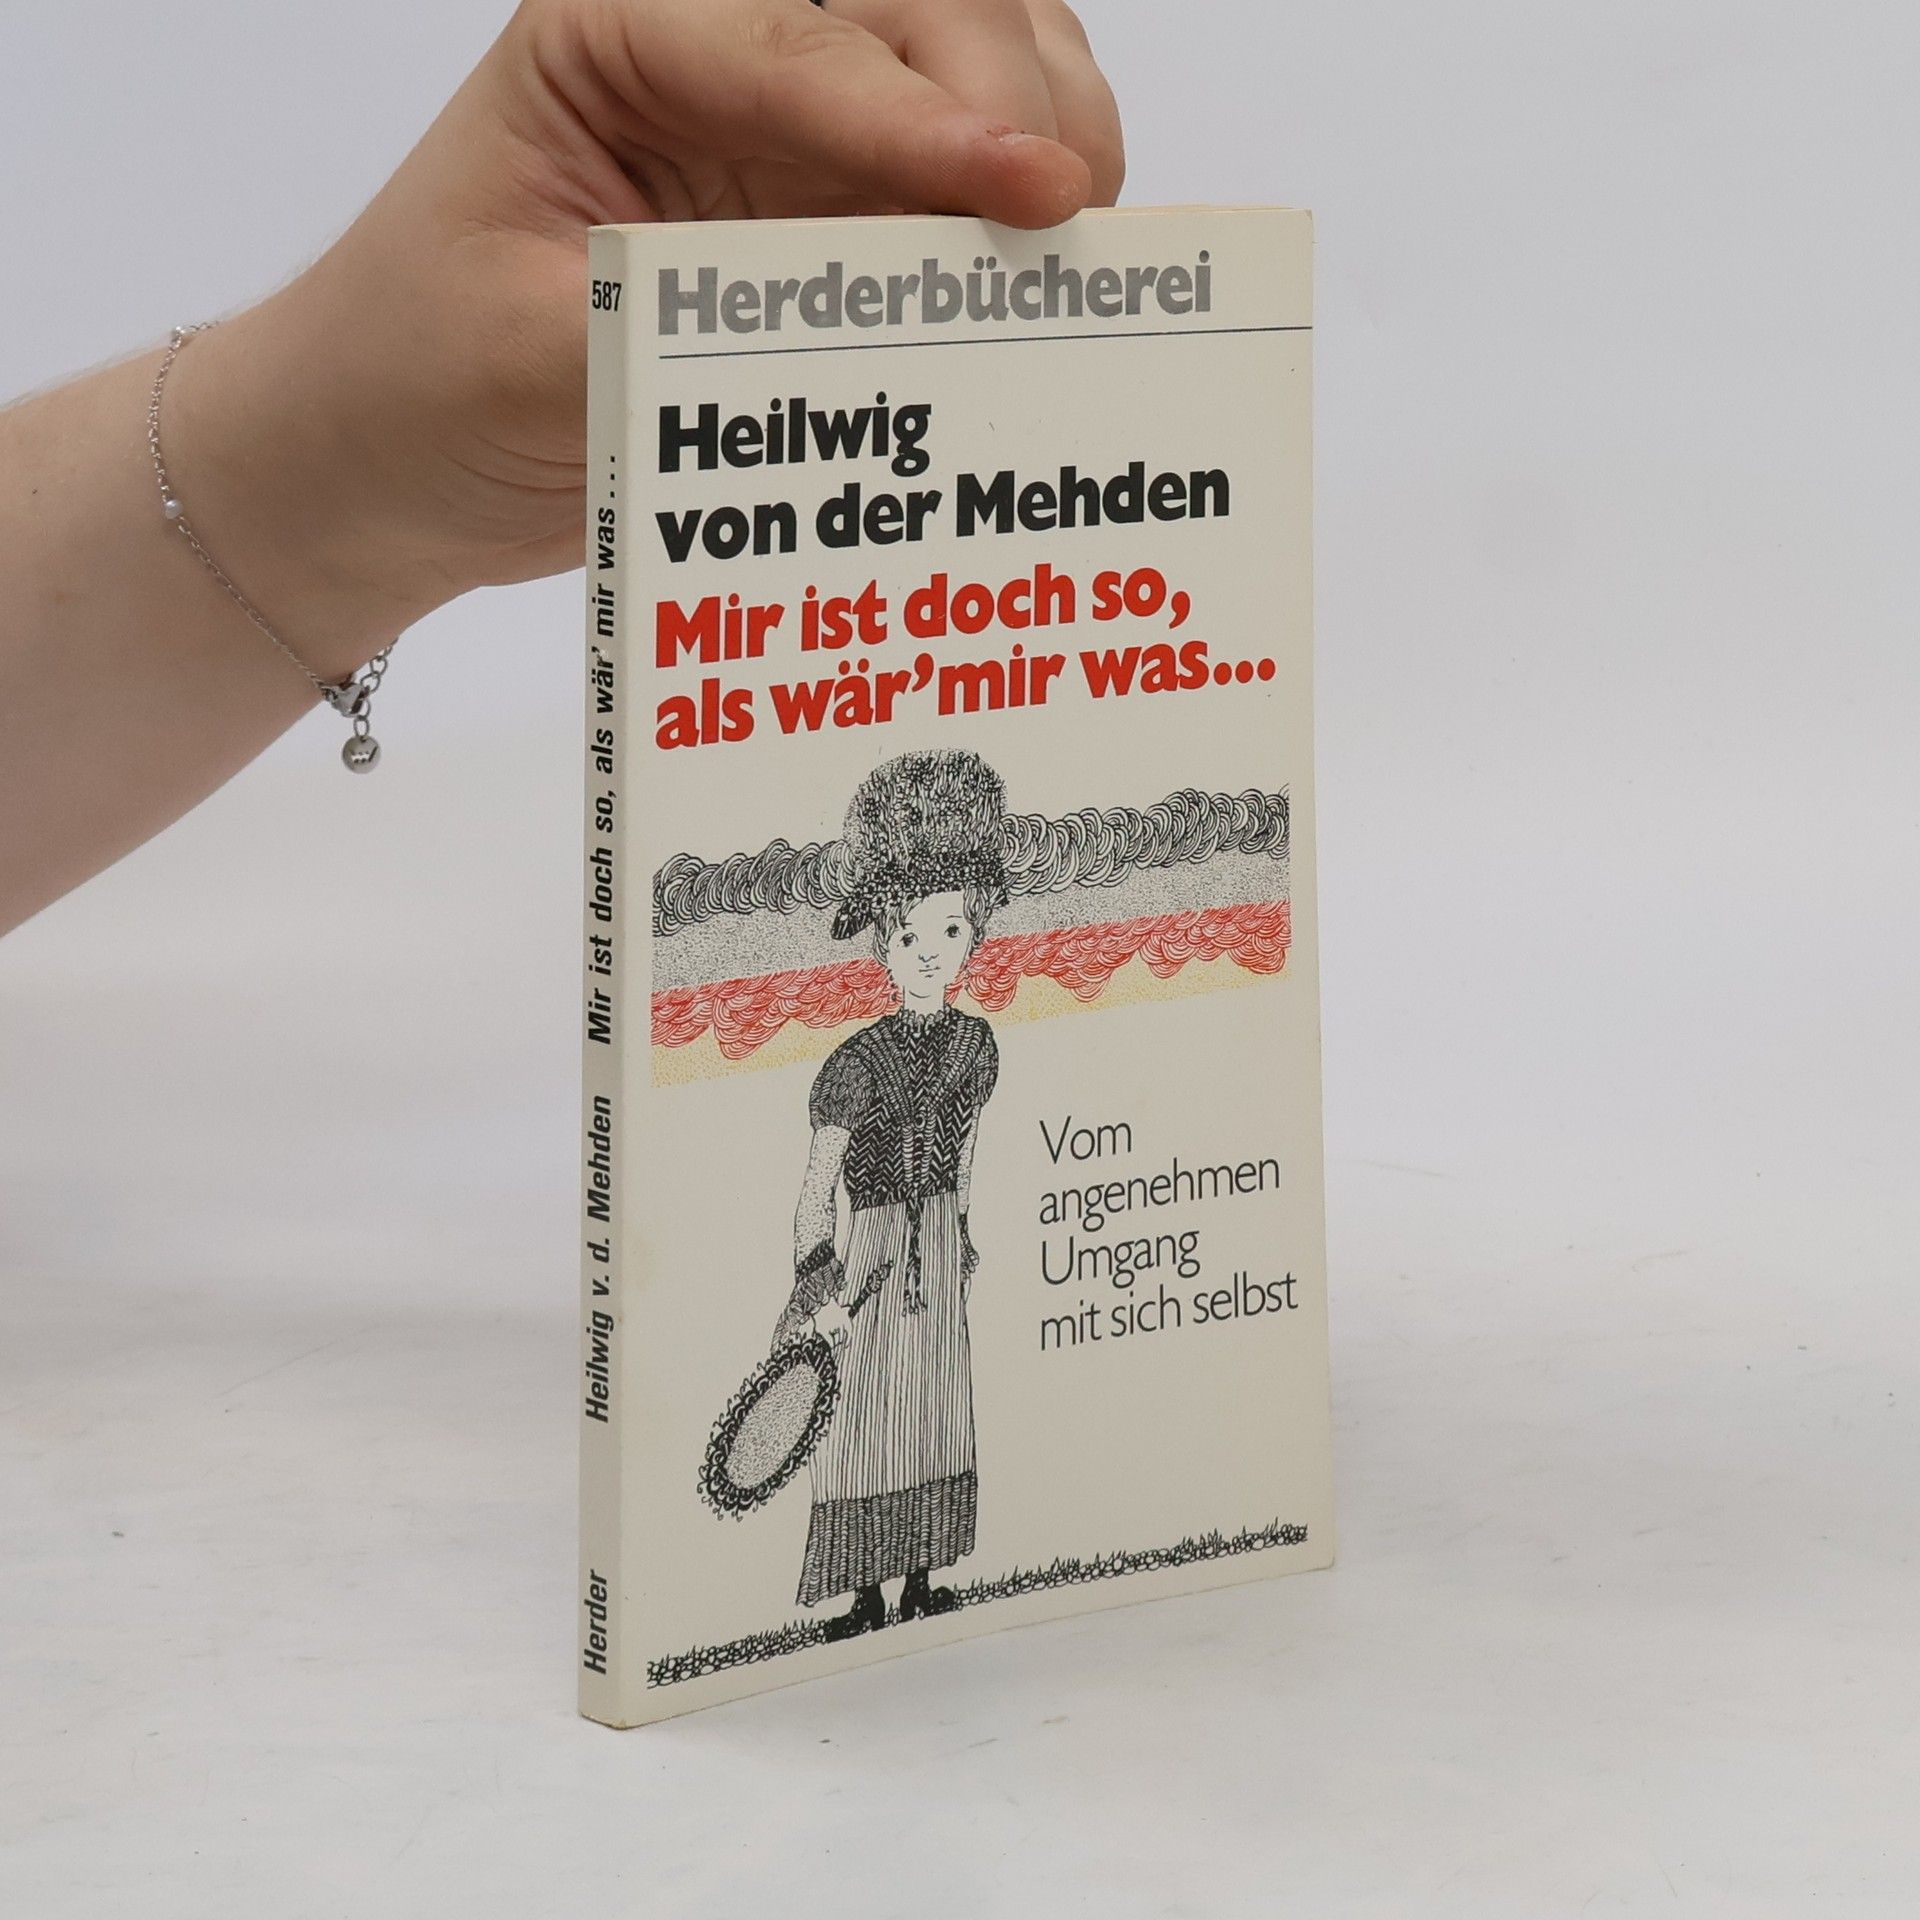 587
Herderbücherei
Heilwig
von der Mehden
Mir ist doch so,
als wär'mir was...
Vom
angenehmen
Umgang
mit sich selbst
Herder Heilwig v. d. Mehden Mir ist doch so, als wär' mir was...